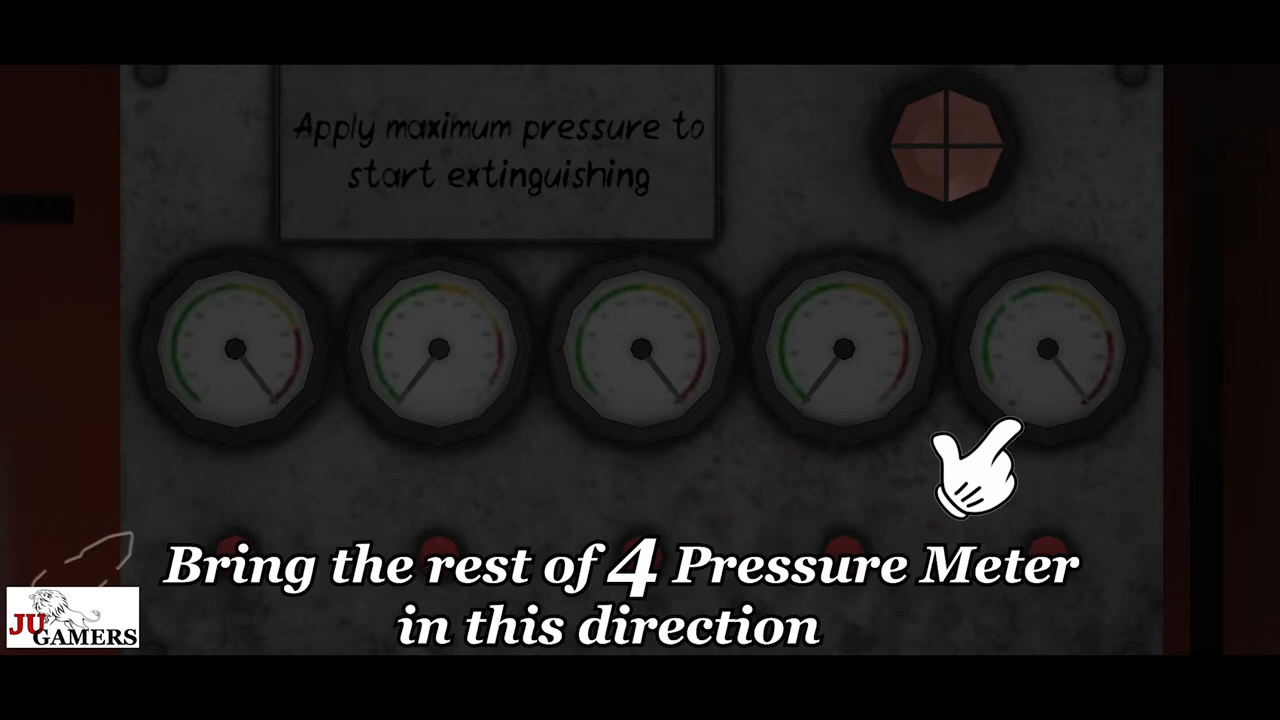 Apply maximum pressure to
start extinguishing
Bring the rest of 4 Pressure Meter
in this direction
JU
GAMERS